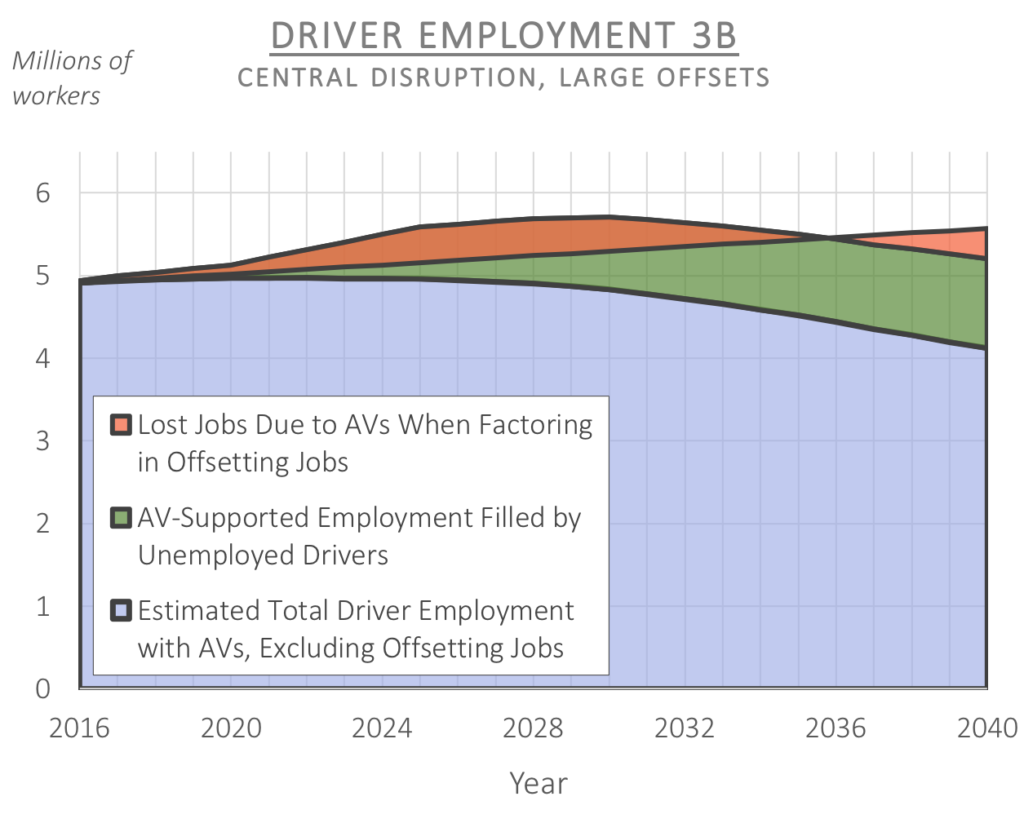 DRIVER EMPLOYMENT 3B
CENTRAL DISRUPTION, LARGE OFFSETS
Millions of
workers
6
5
4
3
2
1
0
Lost Jobs Due to AVs When Factoring
in Offsetting Jobs
AV-Supported Employment Filled by
Unemployed Drivers
Estimated Total Driver Employment
with AVs, Excluding Offsetting Jobs
2016 2020 2024 2028 2032 2036 2040
Year